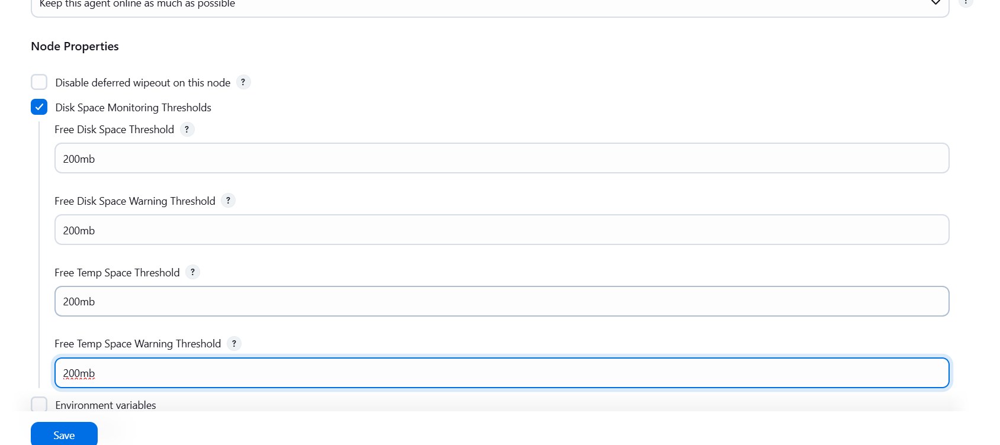 Keep this agent online as much as possible
?
Node Properties
Disable deferred wipeout on this node ?
Disk Space Monitoring Thresholds
Free Disk Space Threshold ?
200mb
Free Disk Space Warning Threshold ?
200mb
Free Temp Space Threshold ?
200mb
Free Temp Space Warning Threshold ?
200mb
Environment variables
Save